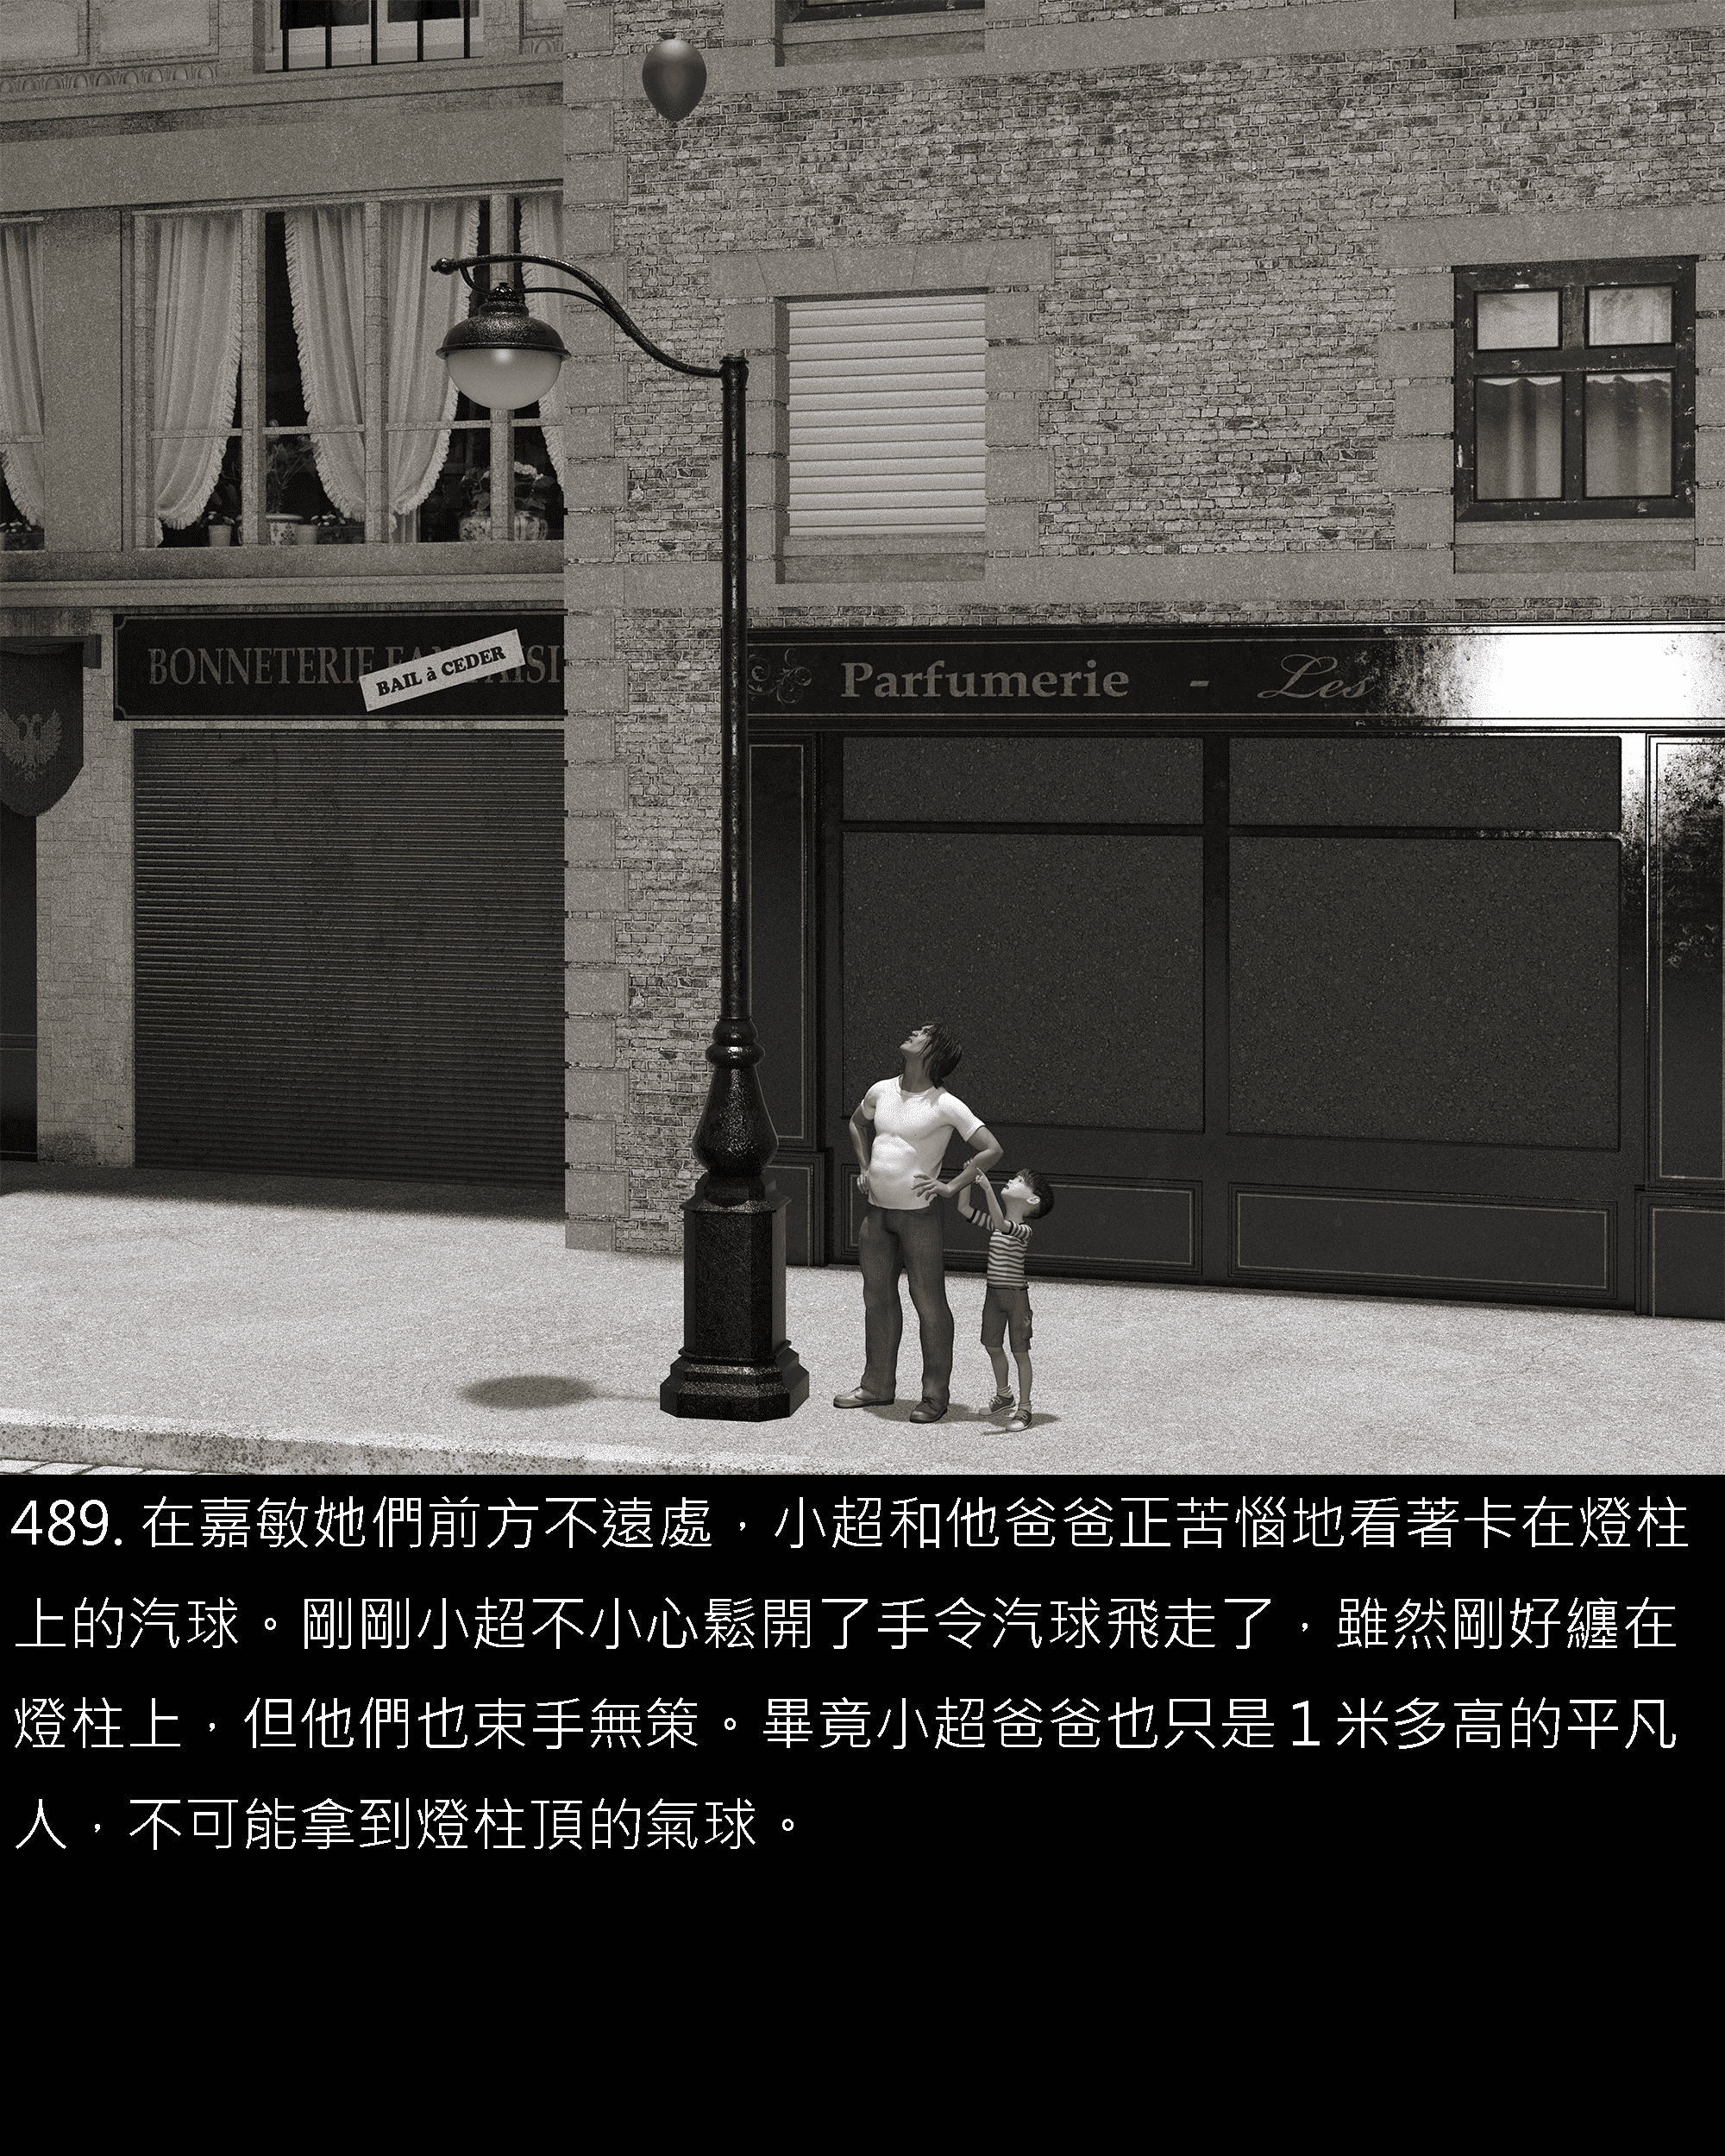 BONNETERIE
BAIL à CEDER
Parfumerie - Les
489. 在嘉敏她們前方不遠處，小超和他爸爸正苦惱地看著卡在燈柱
上的汽球。剛剛小超不小心鬆開了手令汽球飛走了，雖然剛好纏在
燈柱上，但他們也束手無策。畢竟小超爸爸也只是1米多高的平凡
人，不可能拿到燈柱頂的氣球。